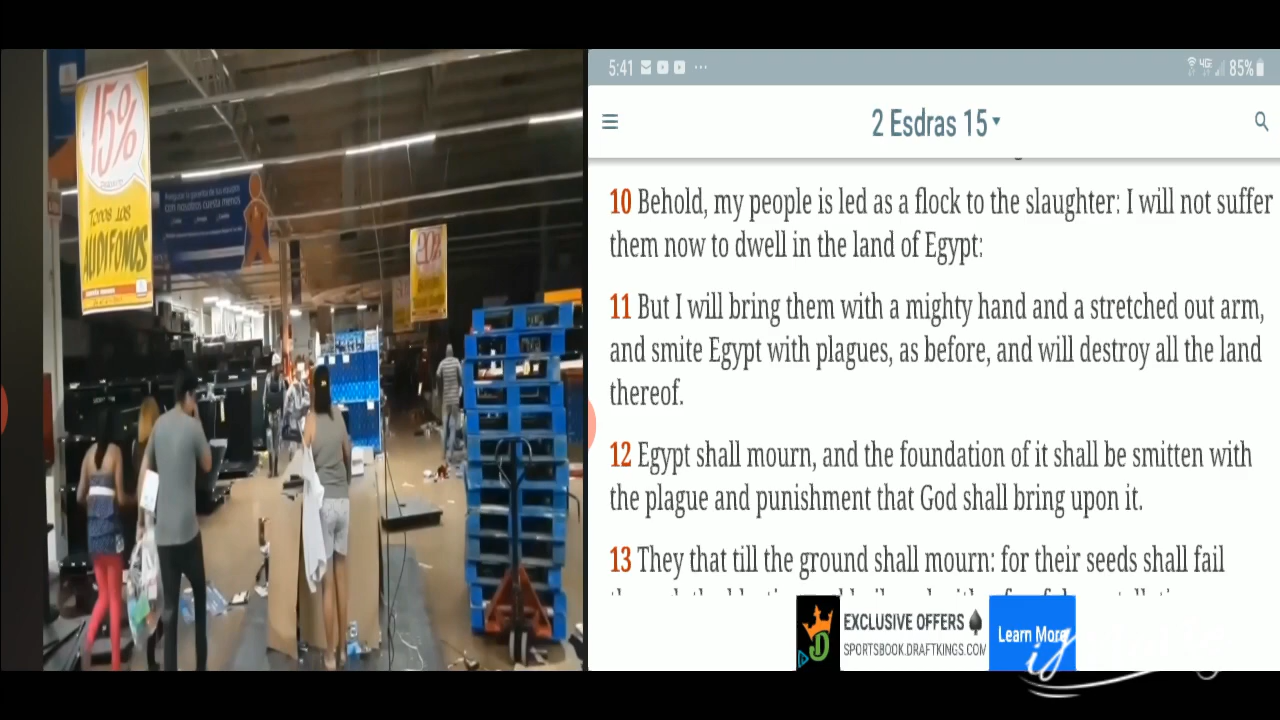 15%
TODOS LOS
AUDIFONOS
con nosotros cuesta menos
20%
5:41
85%
2 Esdras 15
10 Behold, my people is led as a flock to the slaughter: I will not suffer
them now to dwell in the land of Egypt:
11 But I will bring them with a mighty hand and a stretched out arm,
and smite Egypt with plagues, as before, and will destroy all the land
thereof.
12 Egypt shall mourn, and the foundation of it shall be smitten with
the plague and punishment that God shall bring upon it.
13 They that till the ground shall mourn: for their seeds shall fail
EXCLUSIVE OFFERS
SPORTSBOOK.DRAFTKINGS.COM
Learn More